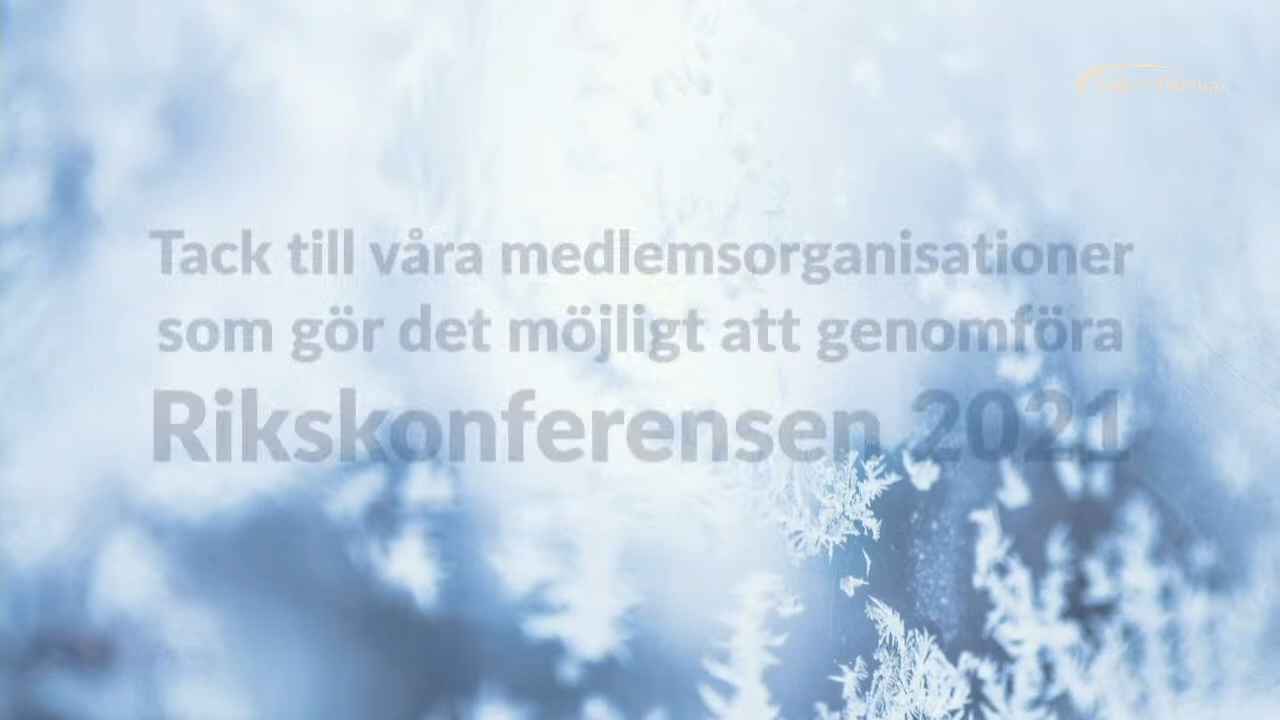 Tack till våra medlemsorganisationer
som gör det möjligt att genomföra
Rikskonferensen 2021